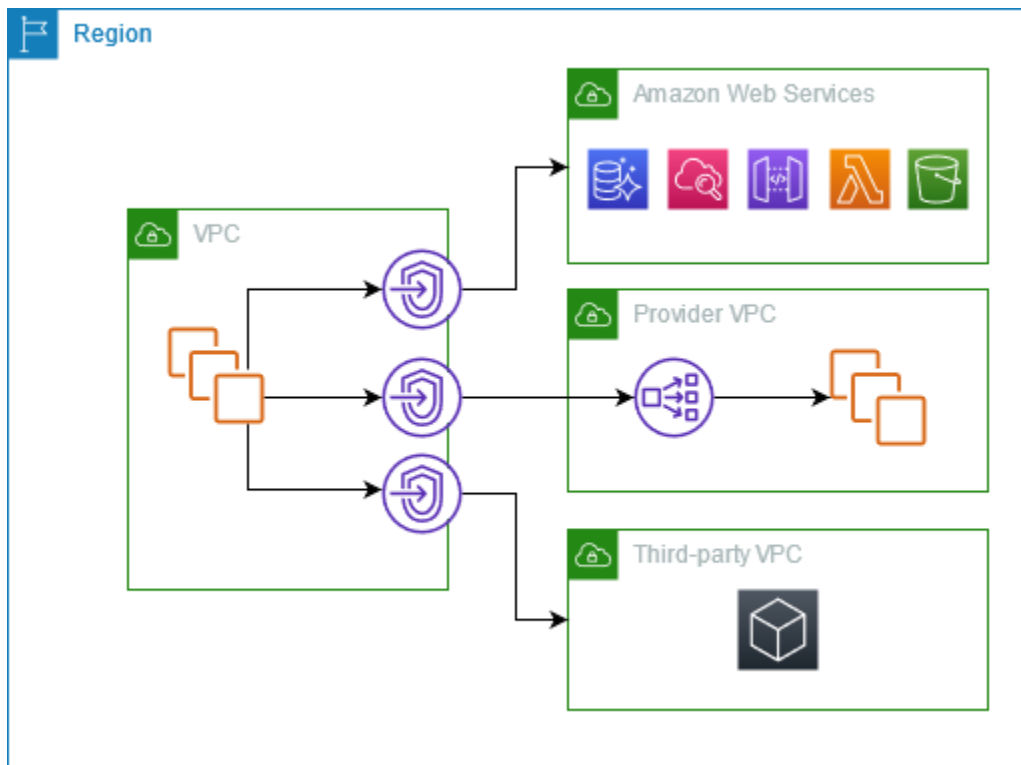 Region
Amazon Web Services
VPC
Provider VPC
Third-party VPC